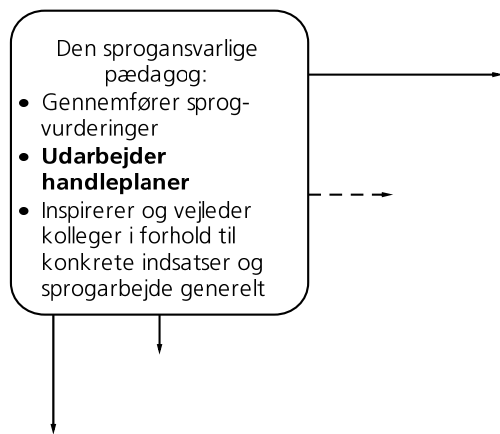 Den sprogansvarlige
pædagog:
• Gennemfører sprog-
vurderinger
• Udarbejder
handleplaner
• Inspirerer og vejleder
kolleger i forhold til
konkrete indsatser og
sprogarbejde generelt